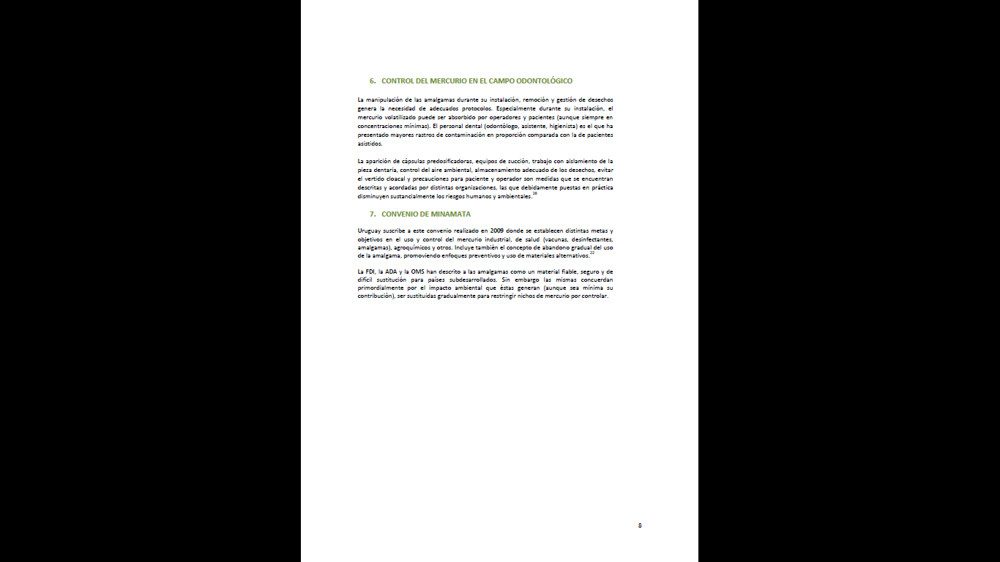 6. CONTROL DEL MERCURIO EN EL CAMPO ODONTOLÓGICO
La manipulación de las amalgamas durante su instalación, remoción y gestión de desechos
genera la necesidad de adecuados protocolos. Especialmente durante su instalación, el
mercurio volatilizado puede ser absorbido por operadores y pacientes (aunque siempre en
concentraciones mínimas). El personal dental (odontólogo, asistente, higienista) es el que ha
presentado mayores rastros de contaminación en proporción comparada con la de pacientes
asistidos.
La aparición de cápsulas predosificadoras, equipos de succión, trabajo con aislamiento de la
pieza dentaria, control del aire ambiental, almacenamiento adecuado de los desechos, evitar
el vertido cloacal y precauciones para paciente y operador son medidas que se encuentran
descritas y acordadas por distintas organizaciones, las que debidamente puestas en práctica
disminuyen sustancialmente los riesgos humanos y ambientales.28
7. CONVENIO DE MINAMATA
Uruguay suscribe a este convenio realizado en 2009 donde se establecen distintas metas y
objetivos en el uso y control del mercurio industrial, de salud (vacunas, desinfectantes,
amalgamas), agroquímicos y otros. Incluye también el concepto de abandono gradual del uso
de la amalgama, promoviendo enfoques preventivos y uso de materiales alternativos.22
La FDI, la ADA y la OMS han descrito a las amalgamas como un material fiable, seguro y de
difícil sustitución para países subdesarrollados. Sin embargo las mismas concuerdan
primordialmente por el impacto ambiental que éstas generan (aunque sea mínima su
contribución), ser sustituidas gradualmente para restringir nichos de mercurio por controlar.
8